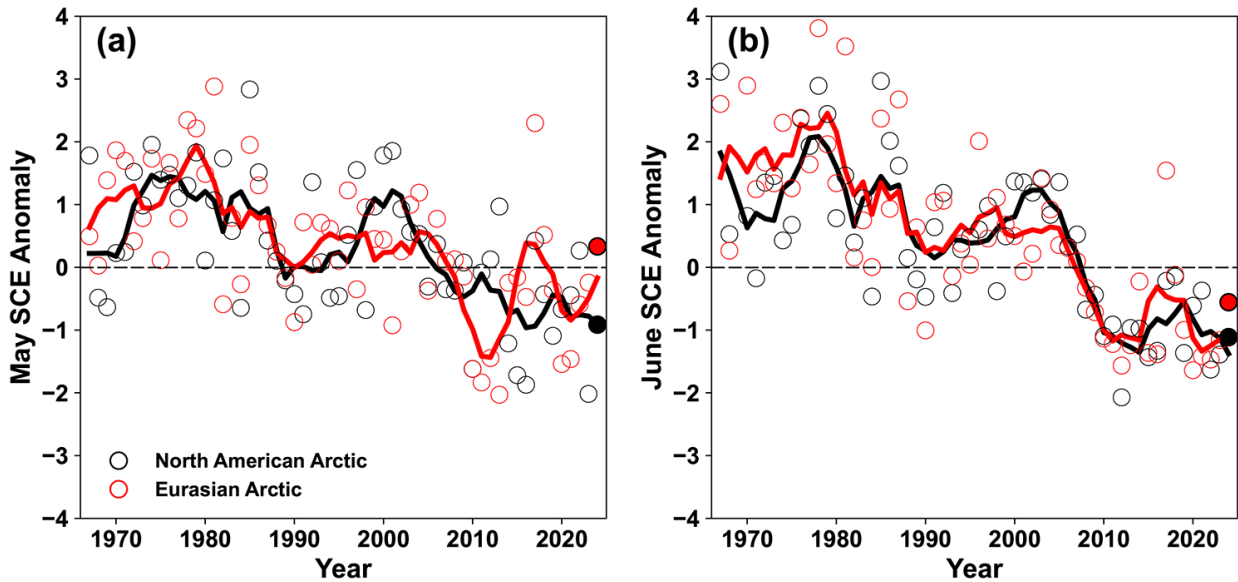 (a)
May SCE Anomaly
4
3
2
1
0
−1
−2
−3
−4
North American Arctic
Eurasian Arctic
1970 1980 1990 2000 2010 2020
Year
(b)
June SCE Anomaly
4
3
2
1
0
−1
−2
−3
−4
1970 1980 1990 2000 2010 2020
Year